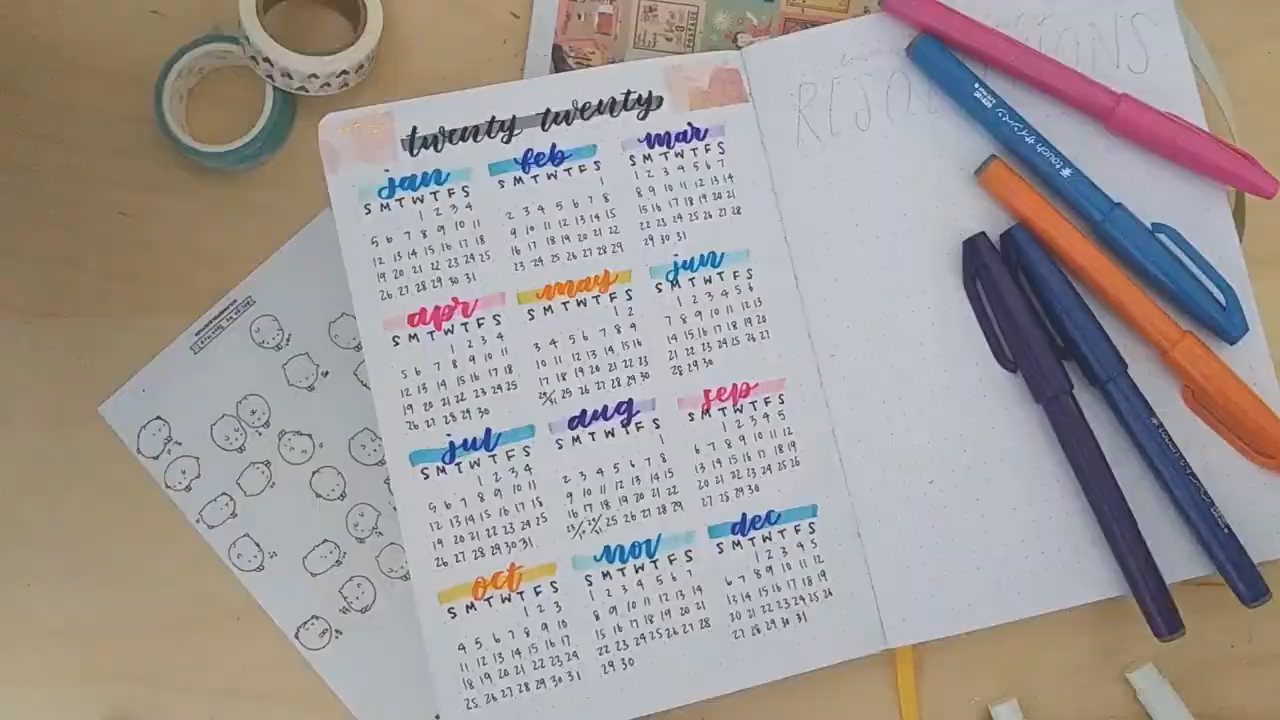 twenty twenty
jan
S M T W T F S
1 2 3 4
5 6 7 8 9 10 11
12 13 14 15 16 17 18
19 20 21 22 23 24 25
26 27 28 29 30 31
feb
S M T W T F S
1
2 3 4 5 6 7 8
9 10 11 12 13 14 15
16 17 18 19 20 21 22
23 24 25 26 27 28 29
mar
S M T W T F S
1 2 3 4 5 6 7
8 9 10 11 12 13 14
15 16 17 18 19 20 21
22 23 24 25 26 27 28
29 30 31
apr
S M T W T F S
1 2 3 4
5 6 7 8 9 10 11
12 13 14 15 16 17 18
19 20 21 22 23 24 25
26 27 28 29 30
may
S M T W T F S
1 2
3 4 5 6 7 8 9
10 11 12 13 14 15 16
17 18 19 20 21 22 23
24/31 25 26 27 28 29 30
jun
S M T W T F S
1 2 3 4 5 6
7 8 9 10 11 12 13
14 15 16 17 18 19 20
21 22 23 24 25 26 27
28 29 30
jul
S M T W T F S
1 2 3 4
5 6 7 8 9 10 11
12 13 14 15 16 17 18
19 20 21 22 23 24 25
26 27 28 29 30 31
aug
S M T W T F S
1
2 3 4 5 6 7 8
9 10 11 12 13 14 15
16 17 18 19 20 21 22
23/30 24/31 25 26 27 28 29
sep
S M T W T F S
1 2 3 4 5
6 7 8 9 10 11 12
13 14 15 16 17 18 19
20 21 22 23 24 25 26
27 28 29 30
oct
S M T W T F S
1 2 3
4 5 6 7 8 9 10
11 12 13 14 15 16 17
18 19 20 21 22 23 24
25 26 27 28 29 30 31
nov
S M T W T F S
1 2 3 4 5 6 7
8 9 10 11 12 13 14
15 16 17 18 19 20 21
22 23 24 25 26 27 28
29 30
dec
S M T W T F S
1 2 3 4 5
6 7 8 9 10 11 12
13 14 15 16 17 18 19
20 21 22 23 24 25 26
27 28 29 30 31
touch サインペン
POSTAGE